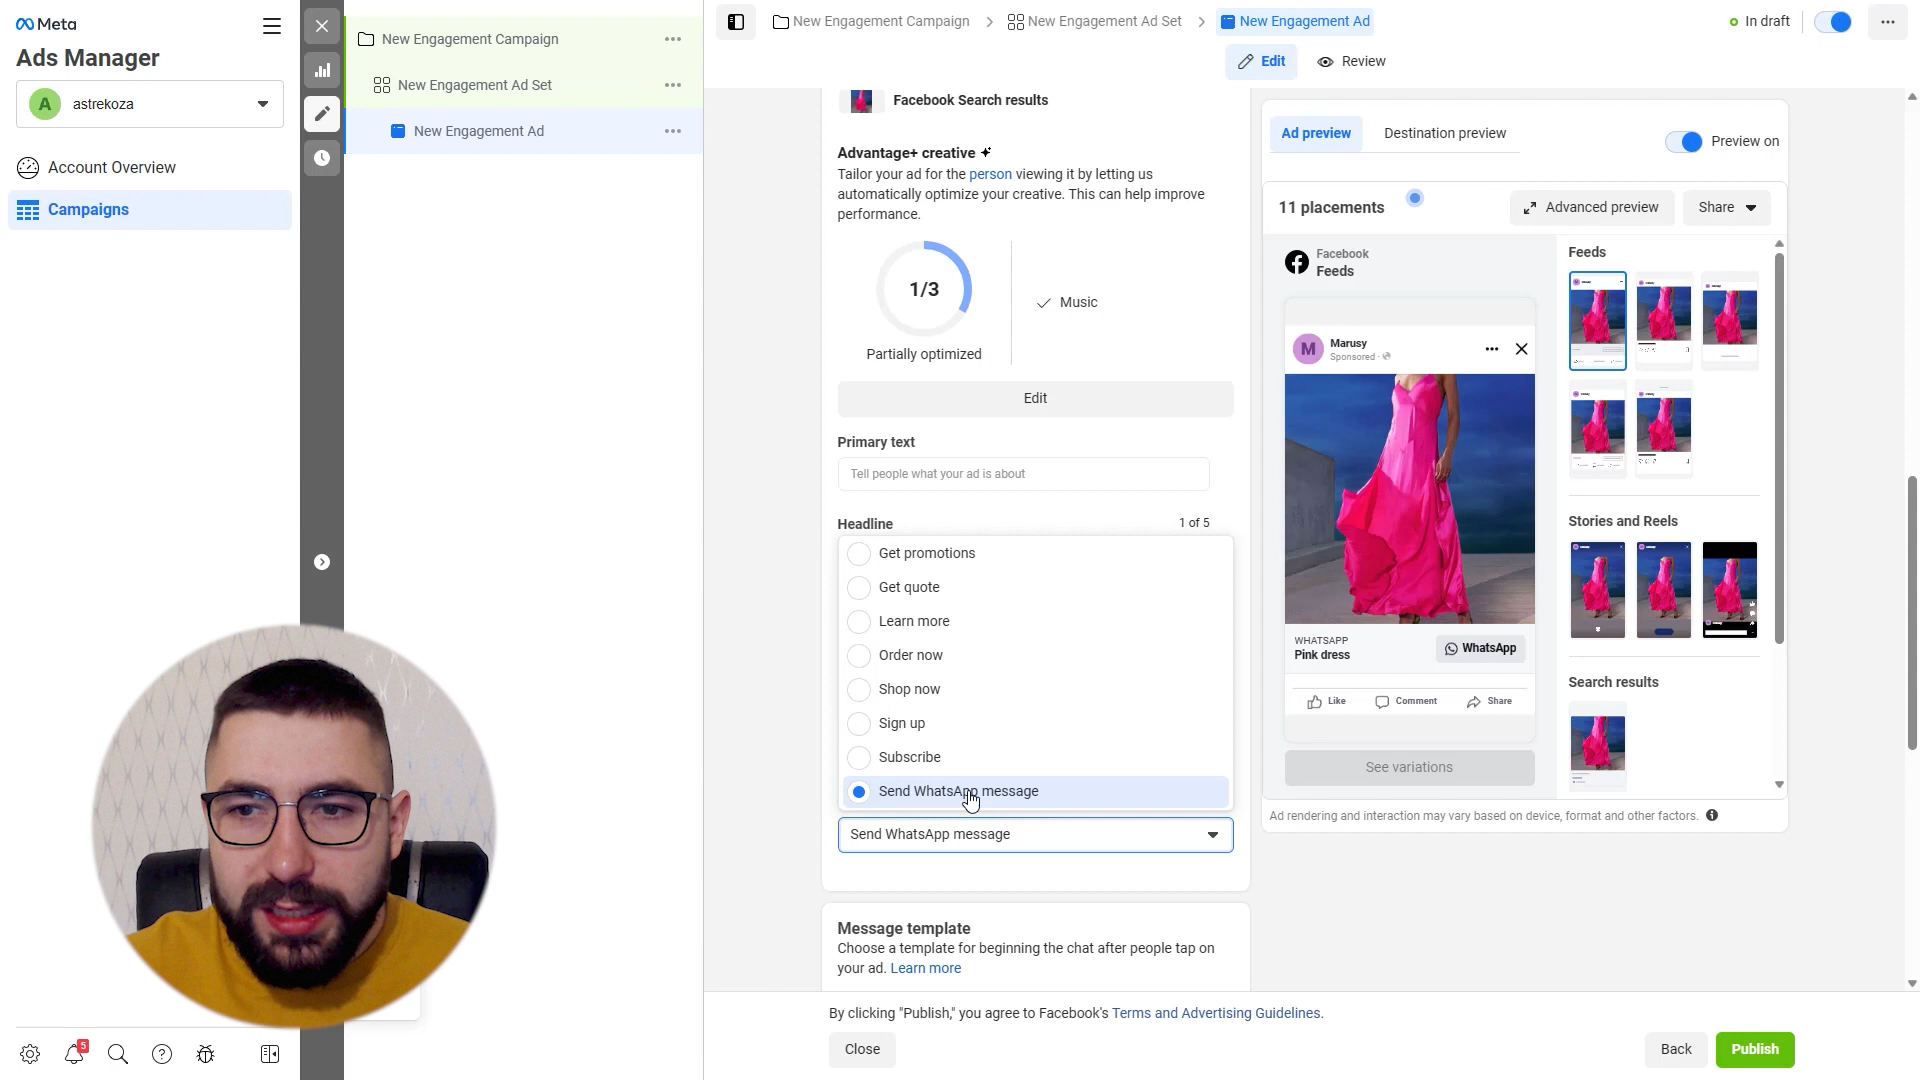 Meta
Ads Manager
A
astrekoza
Account Overview
Campaigns
5
New Engagement Campaign
New Engagement Ad Set
New Engagement Ad
New Engagement Campaign
New Engagement Ad Set
New Engagement Ad
In draft
Edit
Review
Facebook Search results
Advantage+ creative
Tailor your ad for the person viewing it by letting us
automatically optimize your creative. This can help improve
performance.
1/3
Partially optimized
Music
Edit
Primary text
Tell people what your ad is about
Headline
1 of 5
Get promotions
Get quote
Learn more
Order now
Shop now
Sign up
Subscribe
Send WhatsApp message
Send WhatsApp message
Message template
Choose a template for beginning the chat after people tap on
your ad. Learn more
Ad preview
Destination preview
Preview on
11 placements
Advanced preview
Share
Facebook
Feeds
M
Marusy
Sponsored ·
WHATSAPP
Pink dress
WhatsApp
Like
Comment
Share
See variations
Feeds
Stories and Reels
Search results
Ad rendering and interaction may vary based on device, format and other factors.
By clicking "Publish," you agree to Facebook's Terms and Advertising Guidelines.
Close
Back
Publish